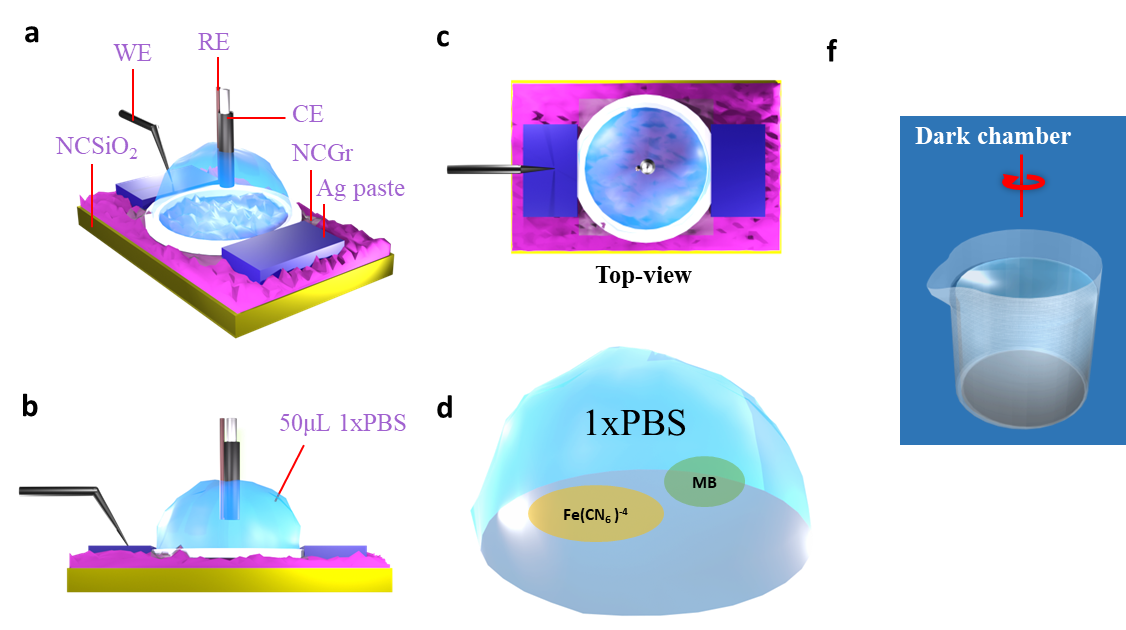 a
WE
RE
CE
NCSiO₂
NCGr
Ag paste
b
50μL 1xPBS
c
Top-view
d
1xPBS
MB
Fe(CN₆)⁻⁴
f
Dark chamber